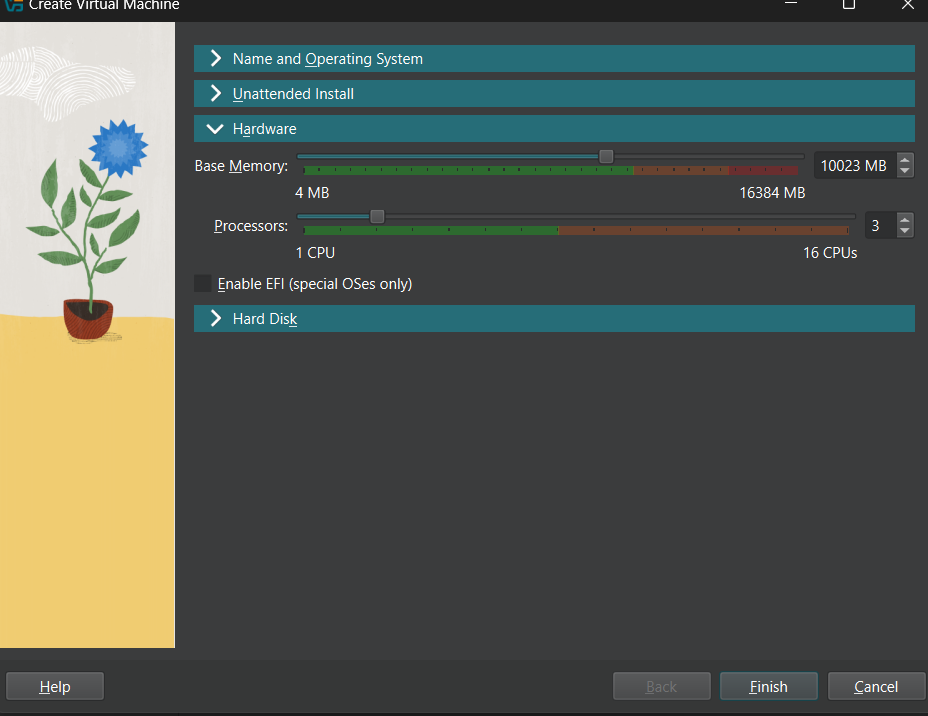 Create Virtual Machine
Name and Operating System
Unattended Install
Hardware
Base Memory:
10023 MB
4 MB
16384 MB
Processors:
3
1 CPU
16 CPUs
Enable EFI (special OSes only)
Hard Disk
Help
Back
Finish
Cancel